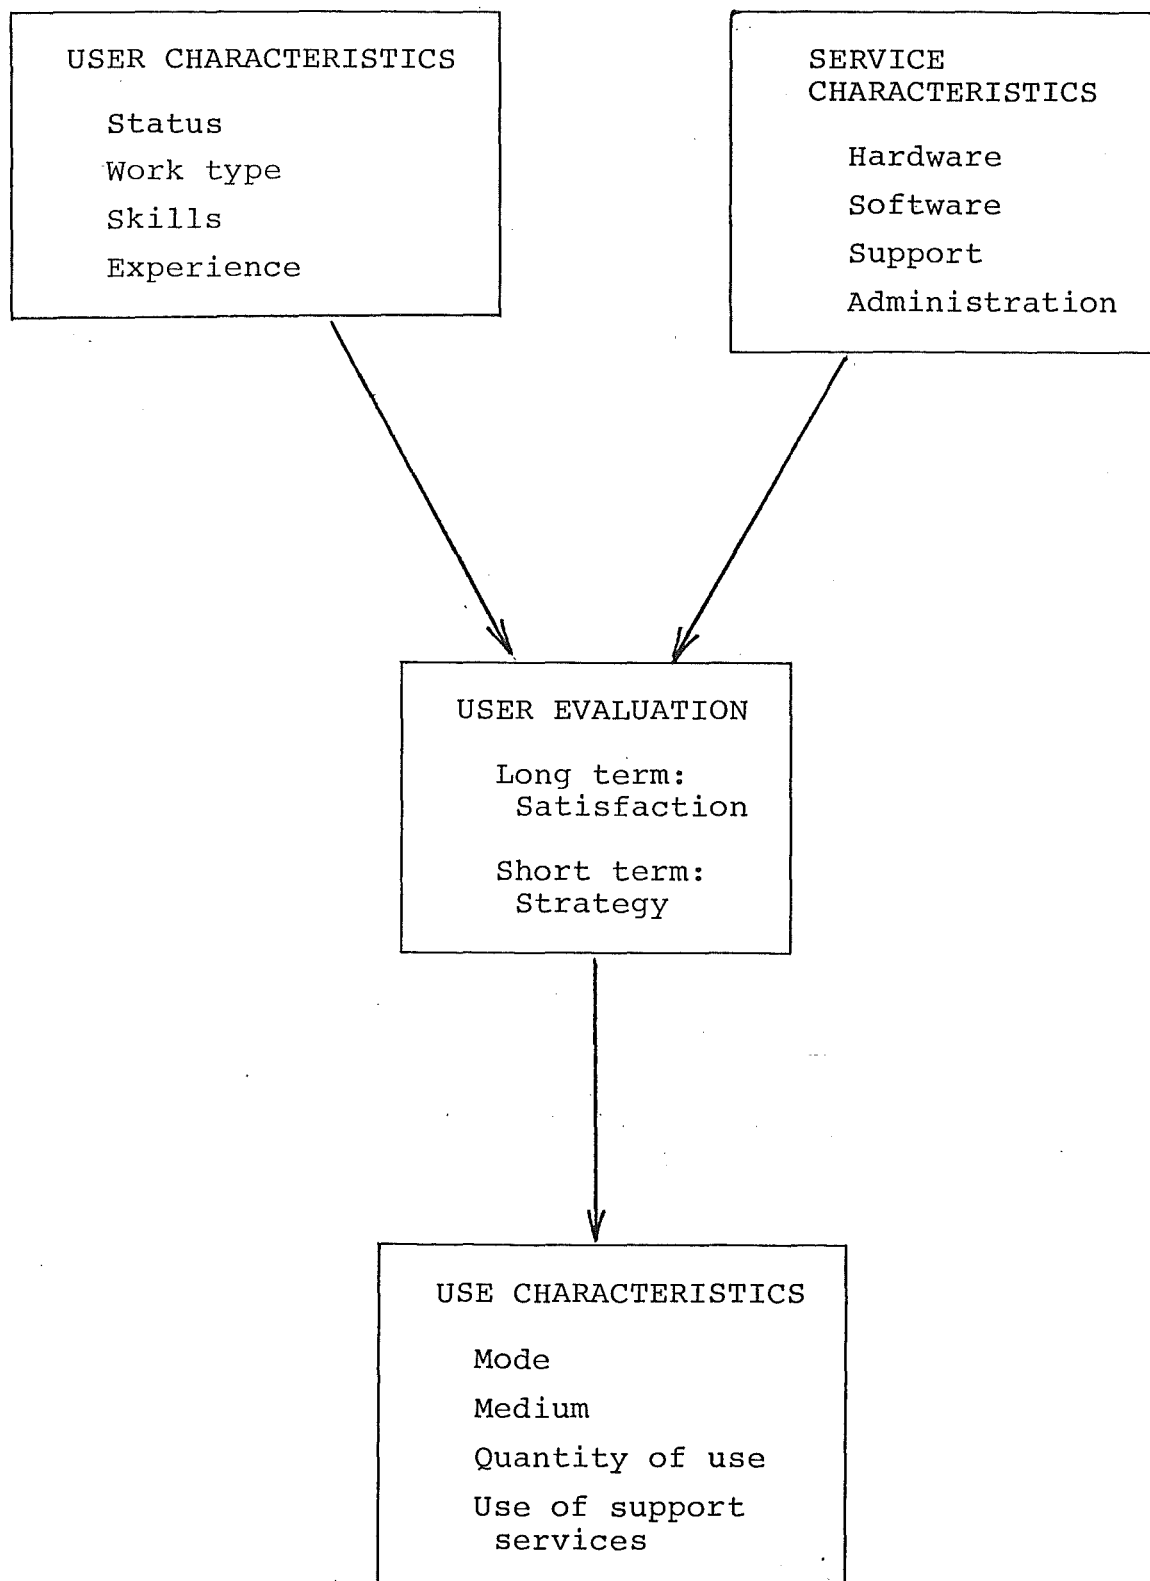 USER CHARACTERISTICS
Status
Work type
Skills
Experience
SERVICE
CHARACTERISTICS
Hardware
Software
Support
Administration
USER EVALUATION
Long term:
Satisfaction
Short term:
Strategy
USE CHARACTERISTICS
Mode
Medium
Quantity of use
Use of support
services